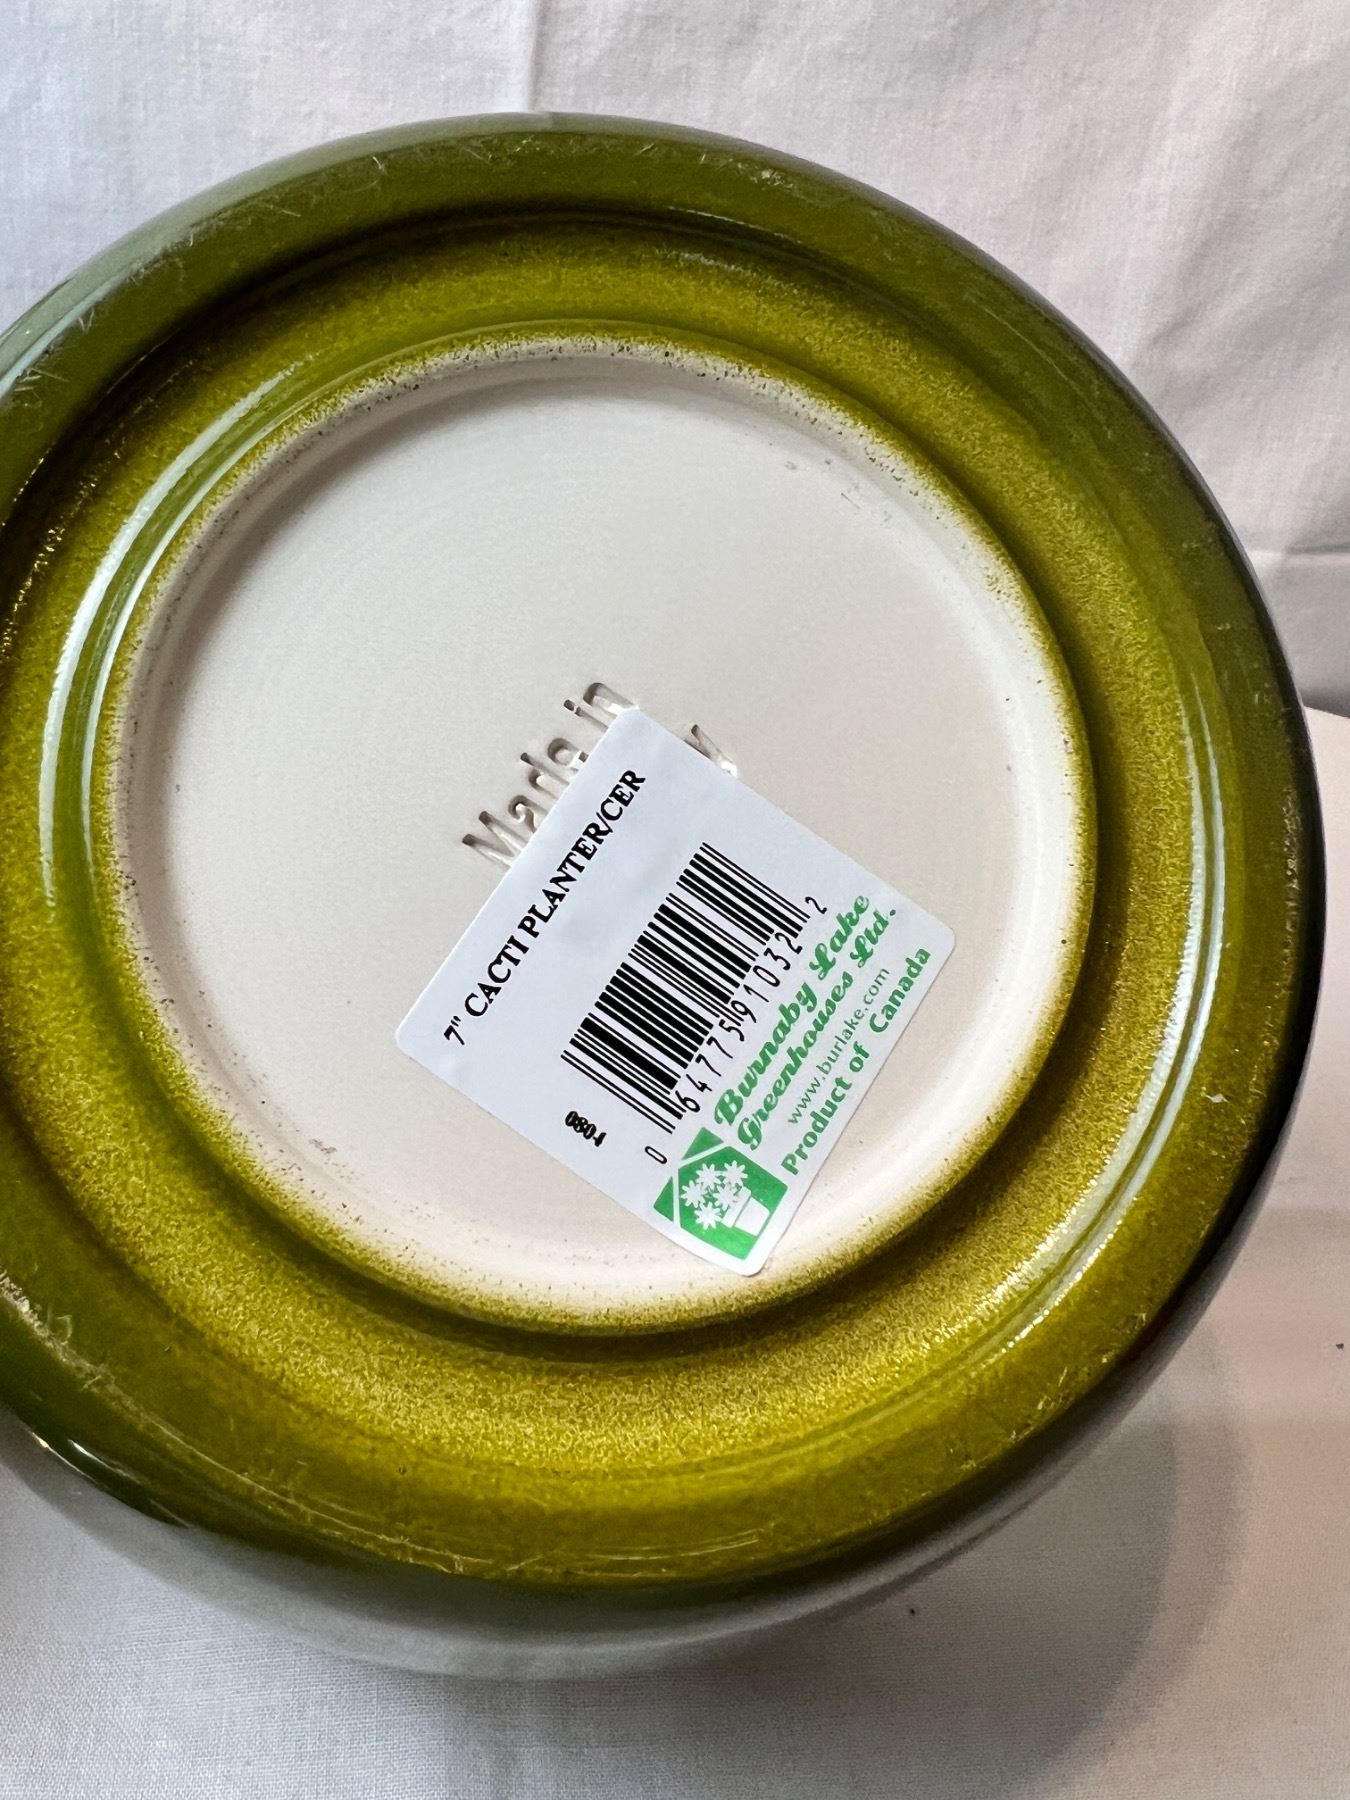 Made in
7" CACTI PLANTER/CER
0 64775 91032 2
Burnaby Lake
Greenhouses Ltd.
www.burlake.com
Product of Canada